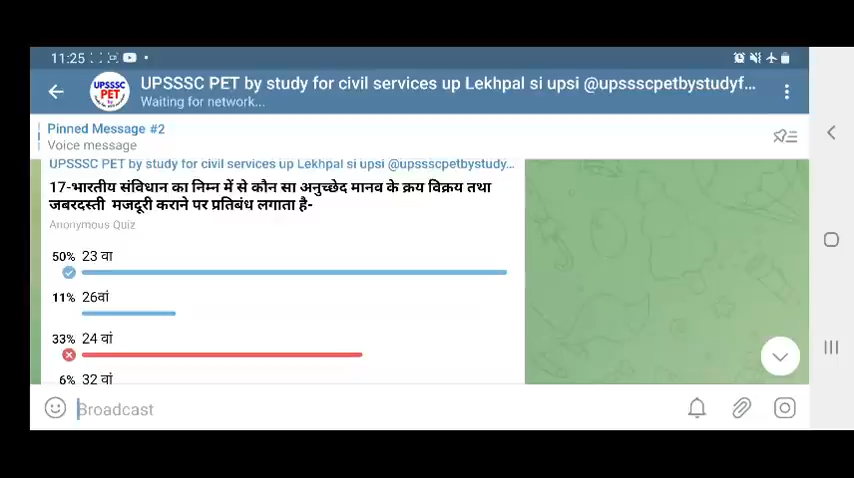 11:25
UPSSSC PET by study for civil services up Lekhpal si upsi @upssscpetbystudyf...
Waiting for network...
UPSSSC
PET
Pinned Message #2
Voice message
UPSSSC PET by study for civil services up Lekhpal si upsi @upssscpetbystudy...
17-भारतीय संविधान का निम्न में से कौन सा अनुच्छेद मानव के क्रय विक्रय तथा
जबरदस्ती मजदूरी कराने पर प्रतिबंध लगाता है-
Anonymous Quiz
50% 23 वा
11% 26वां
33% 24 वां
6% 32 वां
Broadcast